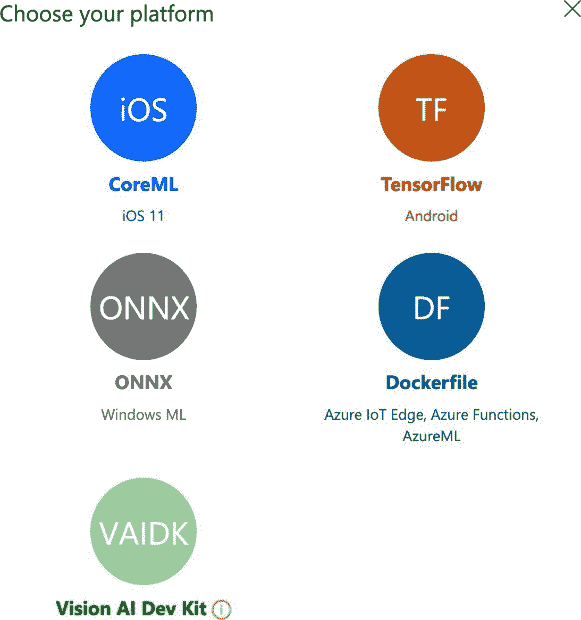 Choose your platform
iOS
TF
CoreML
TensorFlow
iOS 11
Android
ONNX
DF
ONNX
Dockerfile
Windows ML
Azure IoT Edge, Azure Functions,
AzureML
VAIDK
Vision AI Dev Kit